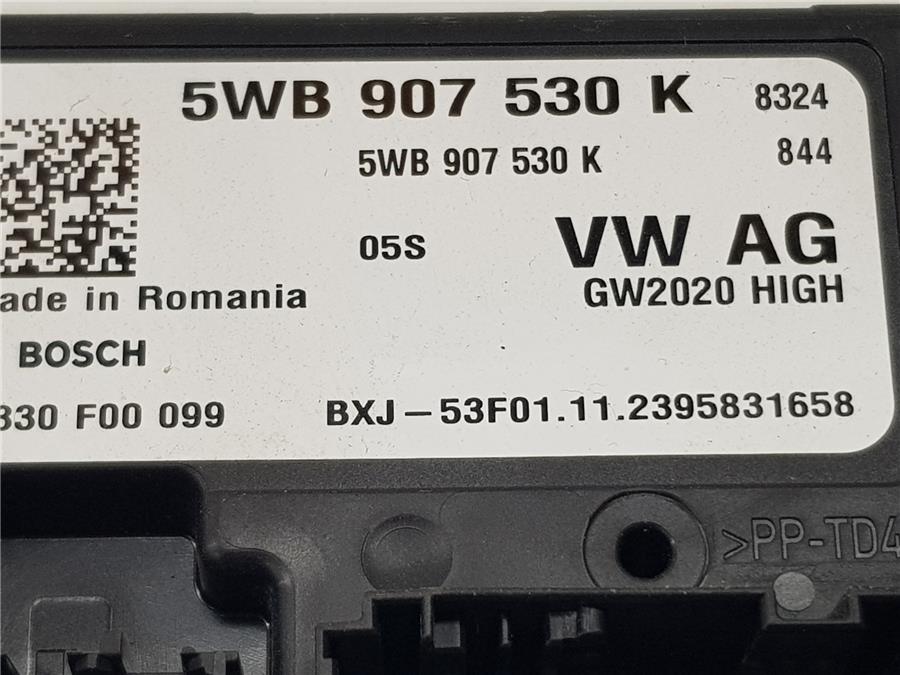 5WB 907 530 K 8324
5WB 907 530 K 844
05S VW AG
GW2020 HIGH
ade in Romania
BOSCH
330 F00 099 BXJ-53F01.11.2395831658
>PP-TD4